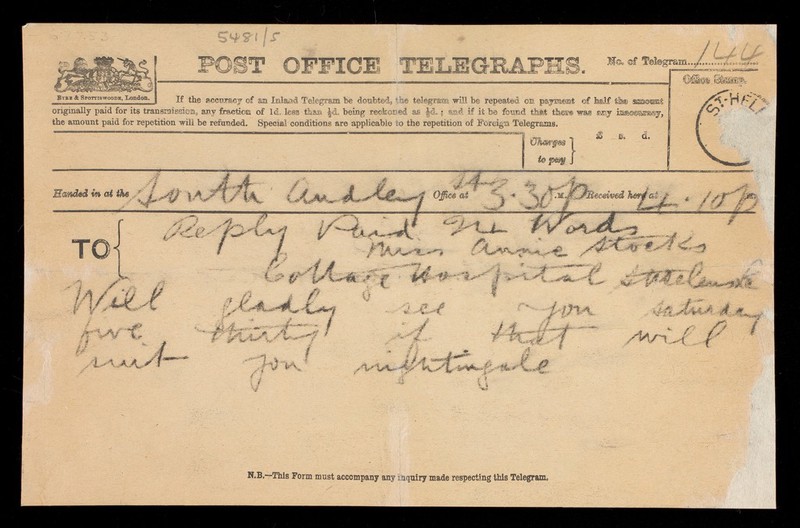 5481/5
POST OFFICE TELEGRAPHS.
No. of Telegram 144
Office Stamp.
EYRE & SPOTTISWOODE, London.
If the accuracy of an Inland Telegram be doubted, the telegram will be repeated on payment of half the amount
originally paid for its transmission, any fraction of 1d. less than ½d. being reckoned as ½d.; and if it be found that there was any inaccuracy,
the amount paid for repetition will be refunded. Special conditions are applicable to the repetition of Foreign Telegrams.
ST. HEL
Charges to pay
£ s. d.
Handed in at the South Audley St Office at 3.30 P.M. Received here at 4.10 P
TO
Reply Paid Words
Miss Annie Stocks
Cottage Hospital
Will gladly see you saturday
five thirty if that will
suit you nightingale
N.B.—This Form must accompany any inquiry made respecting this Telegram.